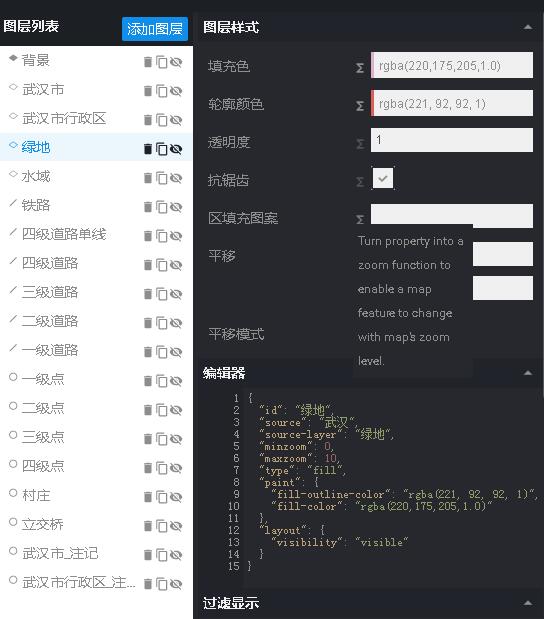 图层列表
添加图层
背景
武汉市
武汉市行政区
绿地
水域
铁路
四级道路单线
四级道路
三级道路
二级道路
一级道路
一级点
二级点
三级点
四级点
村庄
立交桥
武汉市_注记
武汉市行政区_注...
图层样式
填充色
Σ
rgba(220,175,205,1.0)
轮廓颜色
Σ
rgba(221, 92, 92, 1)
透明度
Σ
1
抗锯齿
Σ
区填充图案
Σ
平移
平移模式
Turn property into a
zoom function to
enable a map
feature to change
with map's zoom
level.
编辑器
1 {
2 "id": "绿地",
3 "source": "武汉",
4 "source-layer": "绿地",
5 "minzoom": 0,
6 "maxzoom": 10,
7 "type": "fill",
8 "paint": {
9 "fill-outline-color": "rgba(221, 92, 92, 1)",
10 "fill-color": "rgba(220,175,205,1.0)"
11 },
12 "layout": {
13 "visibility": "visible"
14 }
15 }
过滤显示